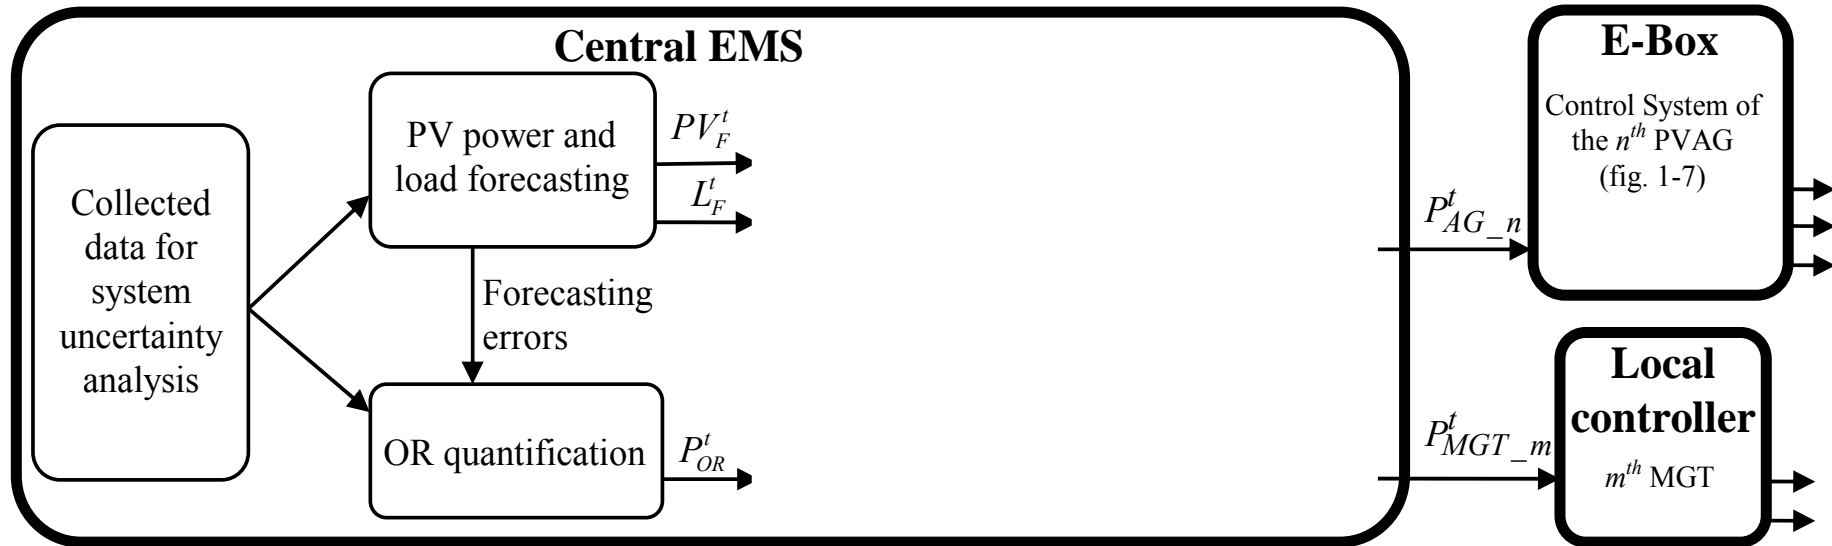 Central EMS
Collected
data for
system
uncertainty
analysis
PV power and
load forecasting
PV_F^t
L_F^t
Forecasting
errors
OR quantification
P_OR^t
P_AG_n^t
P_MGT_m^t
E-Box
Control System of
the n^th PVAG
(fig. 1-7)
Local
controller
m^th MGT